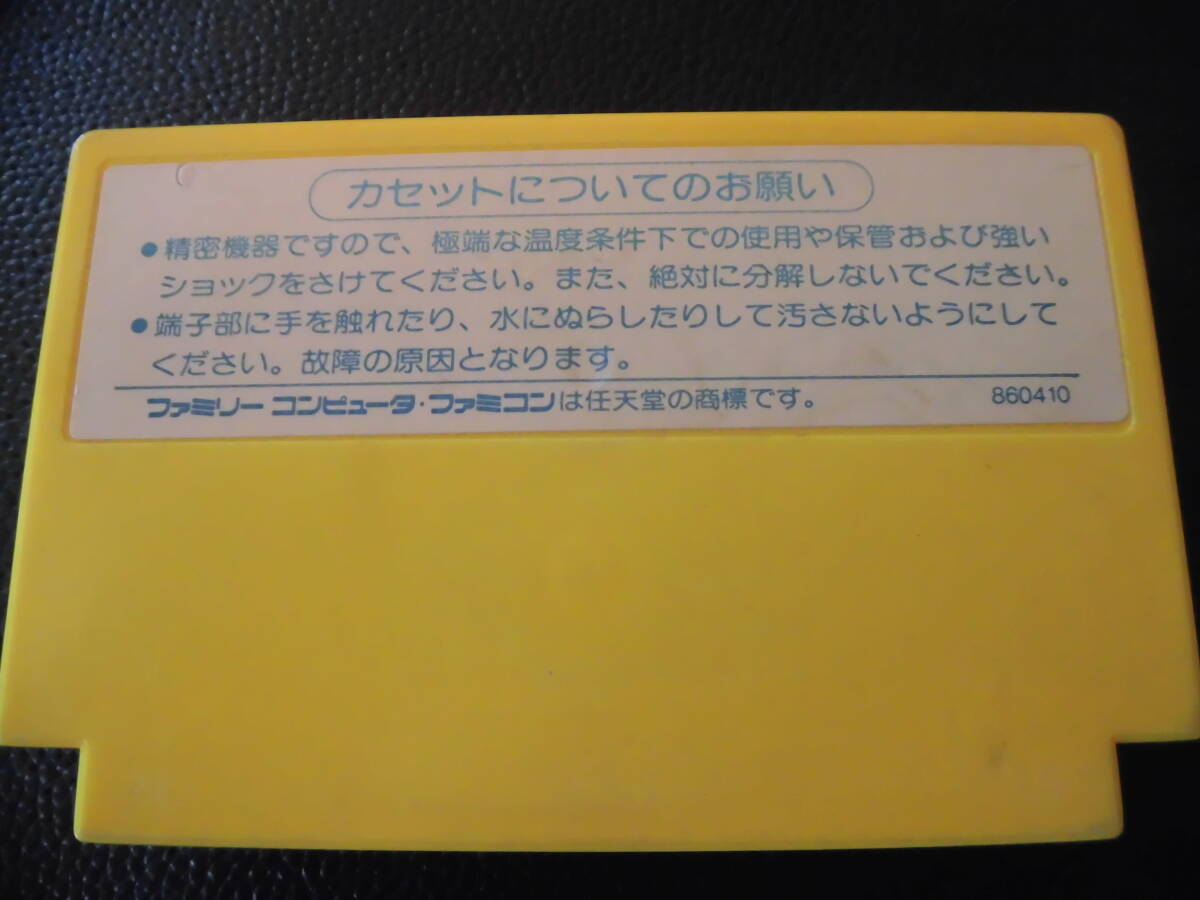 カセットについてのお願い
●精密機器ですので、極端な温度条件下での使用や保管および強い
ショックをさけてください。また、絶対に分解しないでください。
●端子部に手を触れたり、水にぬらしたりして汚さないようにして
ください。故障の原因となります。
ファミリー コンピュータ・ファミコンは任天堂の商標です。 860410